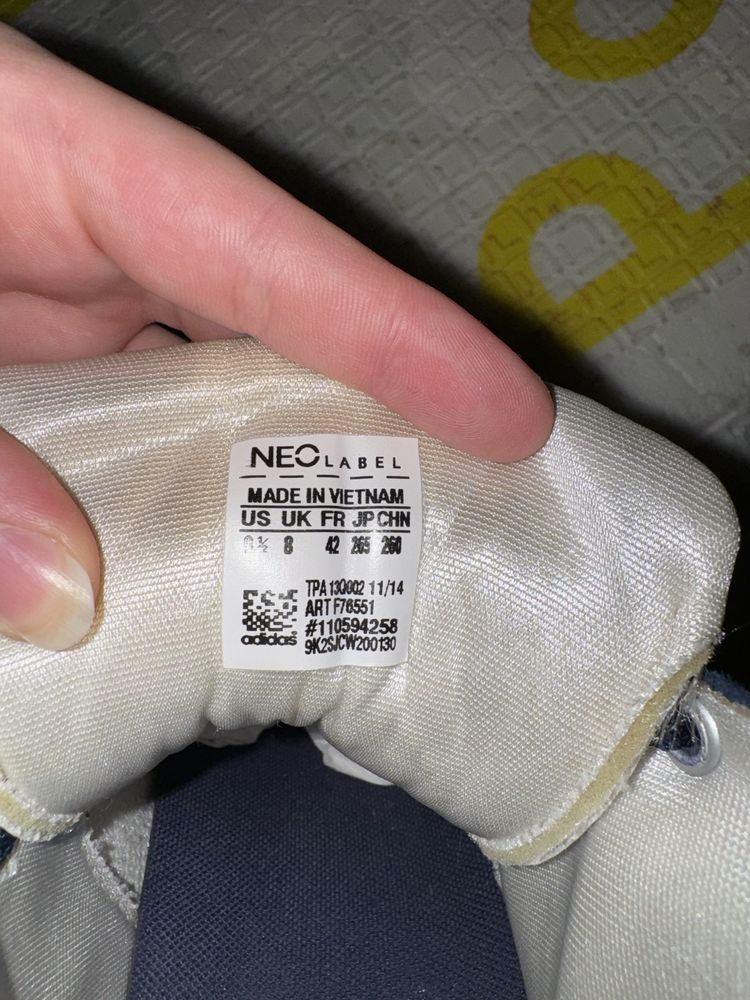 NEO LABEL
MADE IN VIETNAM
US UK FR JP CHN
½ 8 42 265 260
TPA 13Q002 11/14
ART F76551
#110594258
adidas 9K2SJCW200130